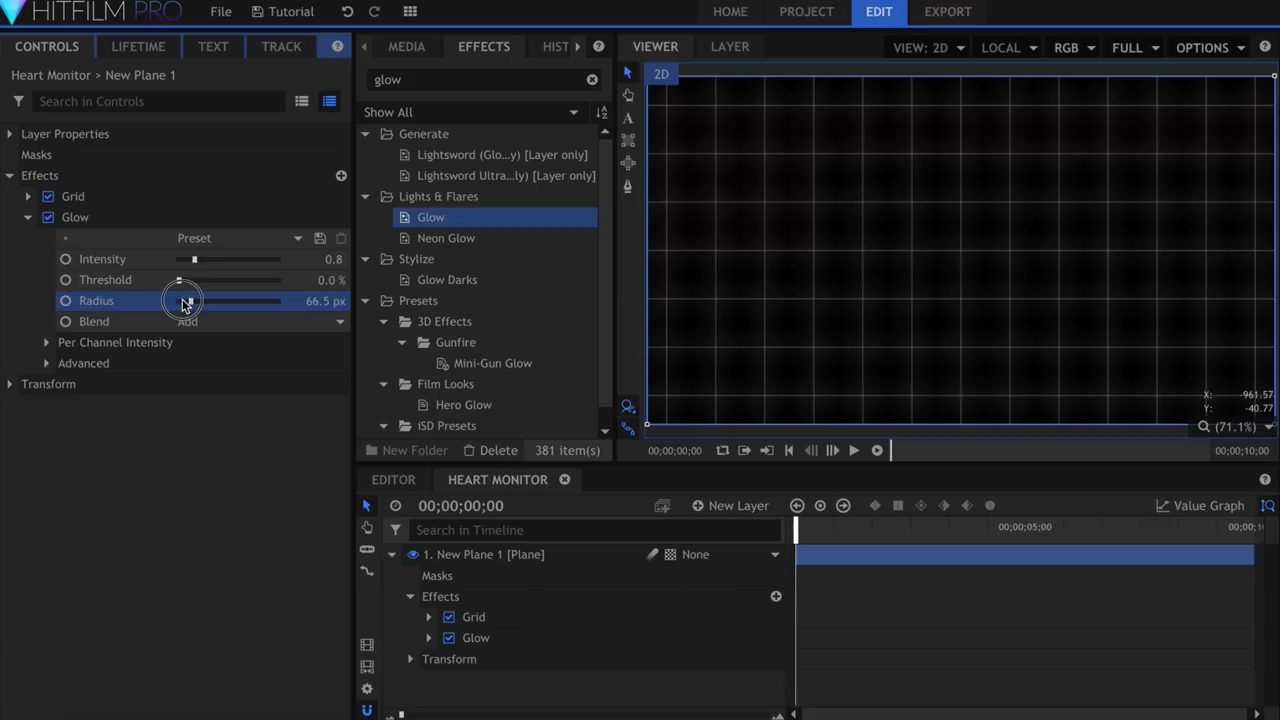 HITFILM PRO File Tutorial HOME PROJECT EDIT EXPORT
CONTROLS LIFETIME TEXT TRACK ?
Heart Monitor > New Plane 1
Search in Controls
Layer Properties
Masks
Effects
Grid
Glow
Preset
Intensity 0.8
Threshold 0.0 %
Radius 66.5 px
Blend Add
Per Channel Intensity
Advanced
Transform
MEDIA EFFECTS HIST ?
glow
Show All
Generate
Lightsword (Glo...y) [Layer only]
Lightsword Ultra...ly) [Layer only]
Lights & Flares
Glow
Neon Glow
Stylize
Glow Darks
Presets
3D Effects
Gunfire
Mini-Gun Glow
Film Looks
Hero Glow
iSD Presets
New Folder Delete 381 item(s)
VIEWER LAYER VIEW: 2D LOCAL RGB FULL OPTIONS ?
2D
X: -961.57
Y: -40.77
(71.1%)
00;00;00;00 00;00;10;00
EDITOR HEART MONITOR ?
00;00;00;00 New Layer Value Graph
Search in Timeline 00;00;05;00 00;00;1
1. New Plane 1 [Plane] None
Masks
Effects
Grid
Glow
Transform